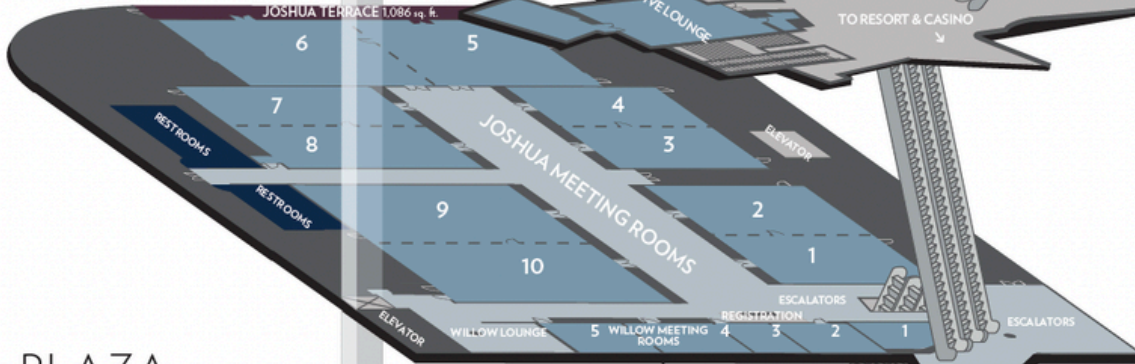 JOSHUA TERRACE 1,086 sq. ft.
VE LOUNGE
TO RESORT & CASINO
6
5
7
4
8
3
RESTROOMS
RESTROOMS
ELEVATOR
JOSHUA MEETING ROOMS
9
2
10
1
ESCALATORS
REGISTRATION
ESCALATORS
ELEVATOR
WILLOW LOUNGE
5
WILLOW MEETING
ROOMS
4
3
2
1
PLAZA